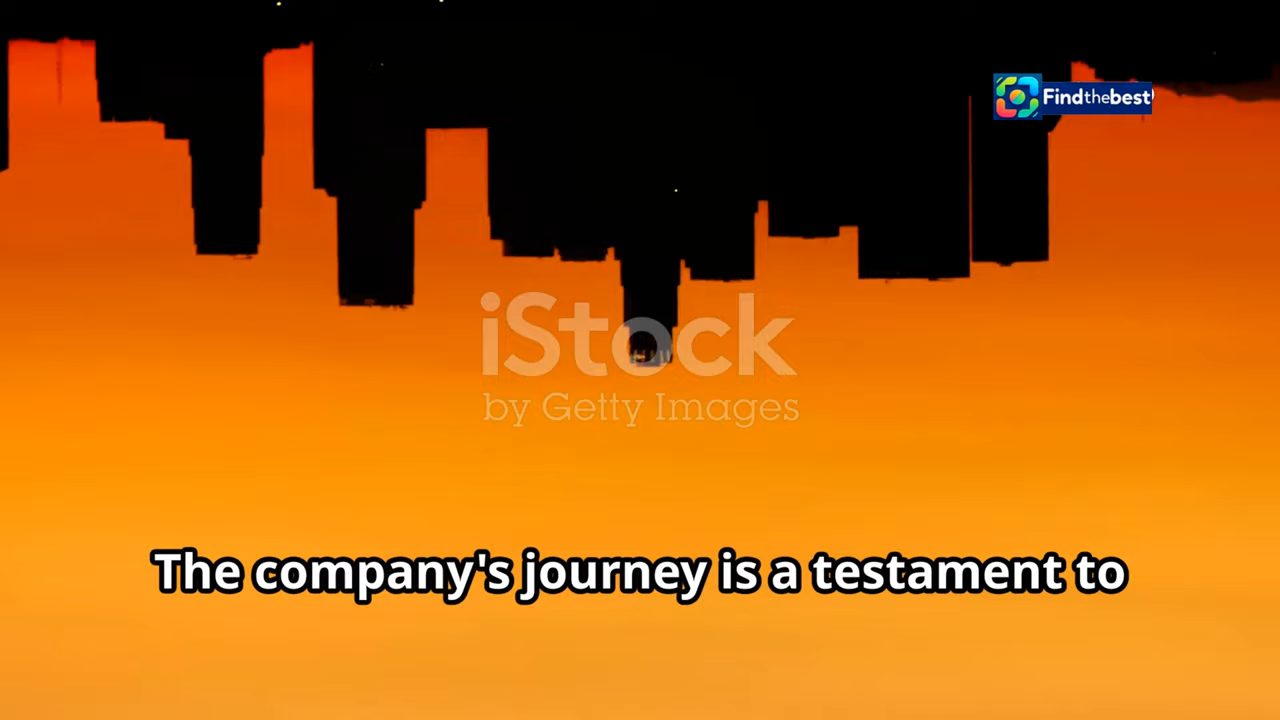 Findthebest
iStock
by Getty Images
The company's journey is a testament to